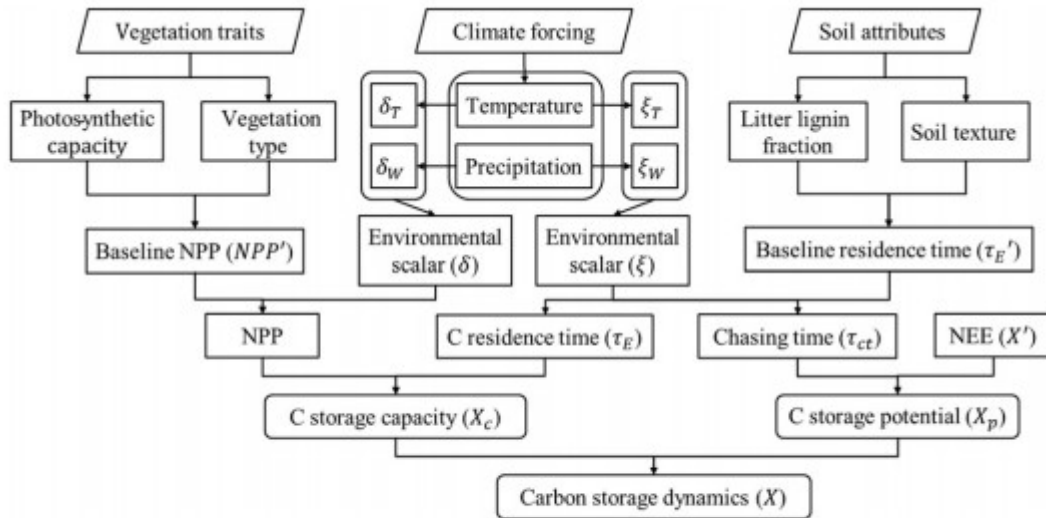 Vegetation traits
Climate forcing
Soil attributes
Photosynthetic
capacity
Vegetation
type
δ_T
Temperature
ξ_T
δ_W
Precipitation
ξ_W
Litter lignin
fraction
Soil texture
Baseline NPP (NPP′)
Environmental
scalar (δ)
Environmental
scalar (ξ)
Baseline residence time (τ_E′)
NPP
C residence time (τ_E)
Chasing time (τ_ct)
NEE (X′)
C storage capacity (X_c)
C storage potential (X_p)
Carbon storage dynamics (X)